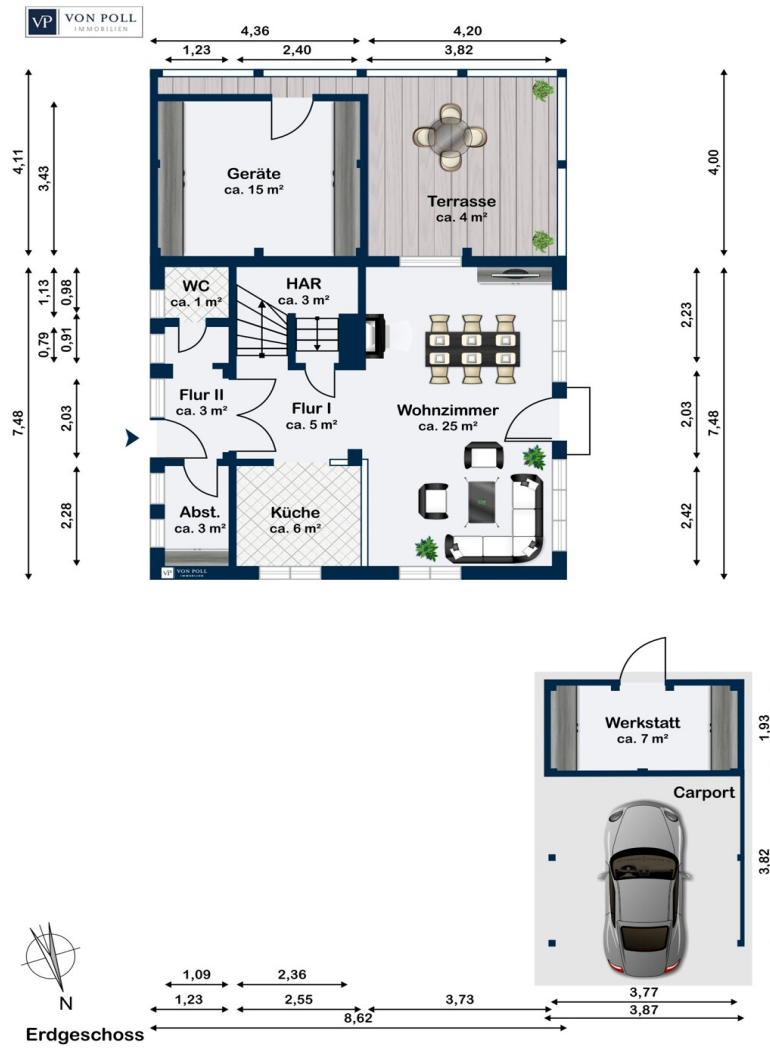 VP VON POLL
IMMOBILIEN
4,36
4,20
1,23
2,40
3,82
4,11
3,43
4,00
Geräte
ca. 15 m²
Terrasse
ca. 4 m²
WC
ca. 1 m²
HAR
ca. 3 m²
1,13
0,98
0,79
0,91
2,23
Flur II
ca. 3 m²
Flur I
ca. 5 m²
Wohnzimmer
ca. 25 m²
7,48
2,03
2,03
7,48
Abst.
ca. 3 m²
Küche
ca. 6 m²
2,28
2,42
VP VON POLL
IMMOBILIEN
Werkstatt
ca. 7 m²
1,93
Carport
3,82
N
1,09
2,36
1,23
2,55
3,73
8,62
3,77
3,87
Erdgeschoss